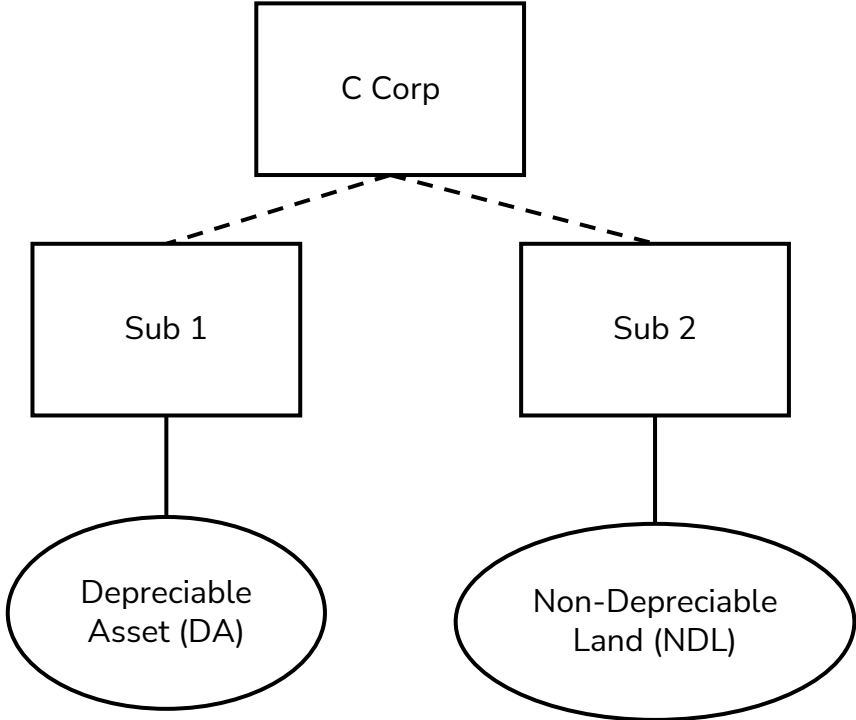 C Corp
Sub 1
Sub 2
Depreciable
Asset (DA)
Non-Depreciable
Land (NDL)